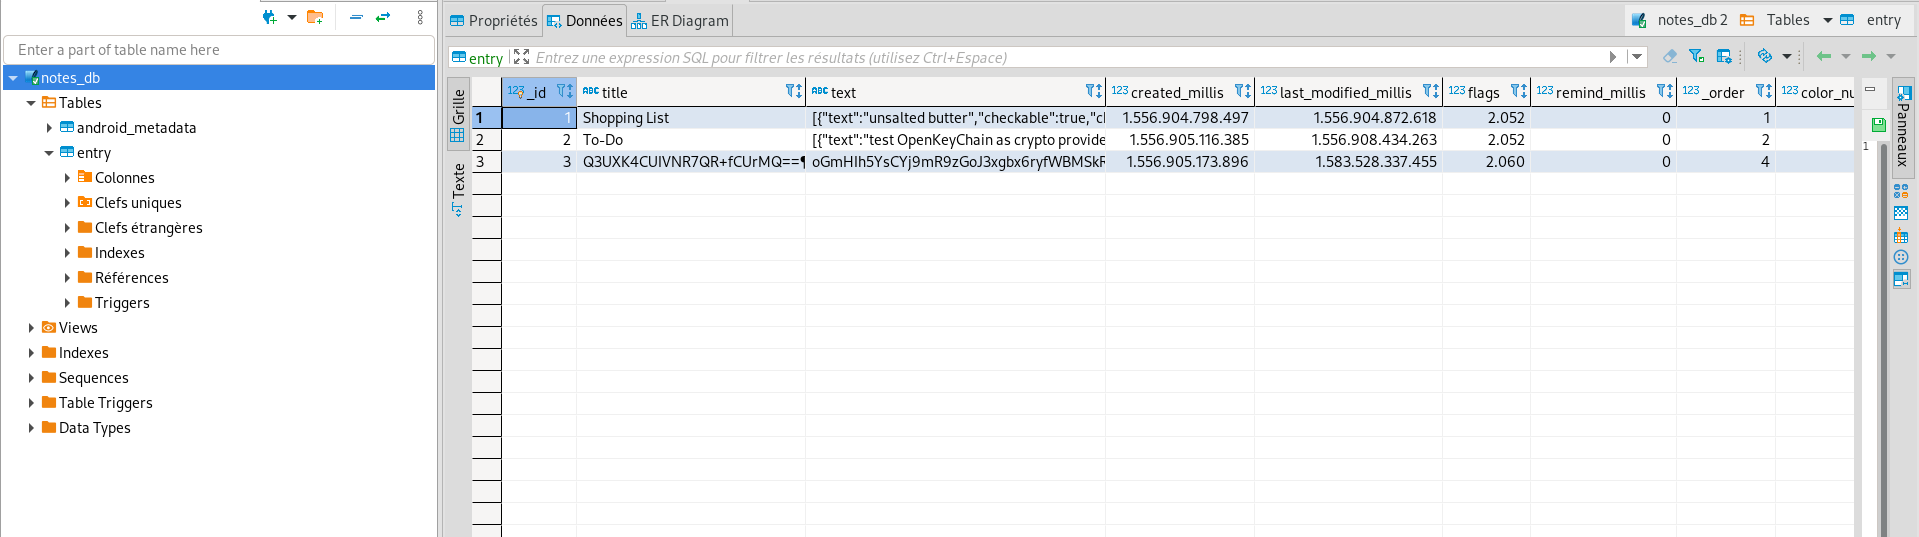 Propriétés Données ER Diagram notes_db 2 Tables entry
Enter a part of table name here
entry Entrez une expression SQL pour filtrer les résultats (utilisez Ctrl+Espace)
notes_db
Tables
android_metadata
entry
Colonnes
Clefs uniques
Clefs étrangères
Indexes
Références
Triggers
Views
Indexes
Sequences
Table Triggers
Data Types
Grille
Texte
123 _id ABC title ABC text 123 created_millis 123 last_modified_millis 123 flags 123 remind_millis 123 _order 123 color_nu
1 1 Shopping List [{"text":"unsalted butter","checkable":true,"cl 1.556.904.798.497 1.556.904.872.618 2.052 0 1
2 2 To-Do [{"text":"test OpenKeyChain as crypto provide 1.556.905.116.385 1.556.908.434.263 2.052 0 2
3 3 Q3UXK4CUIVNR7QR+fCUrMQ==¶ oGmHIh5YsCYj9mR9zGoJ3xgbx6ryfWBMSkR 1.556.905.173.896 1.583.528.337.455 2.060 0 4
Panneaux
1